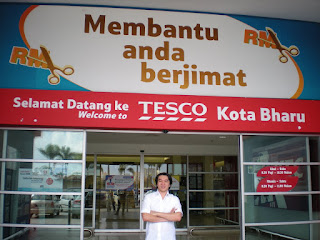 Membantu
anda
berjimat
RM
RM
Selamat Datang ke
Welcome to
TESCO
Kota Bharu